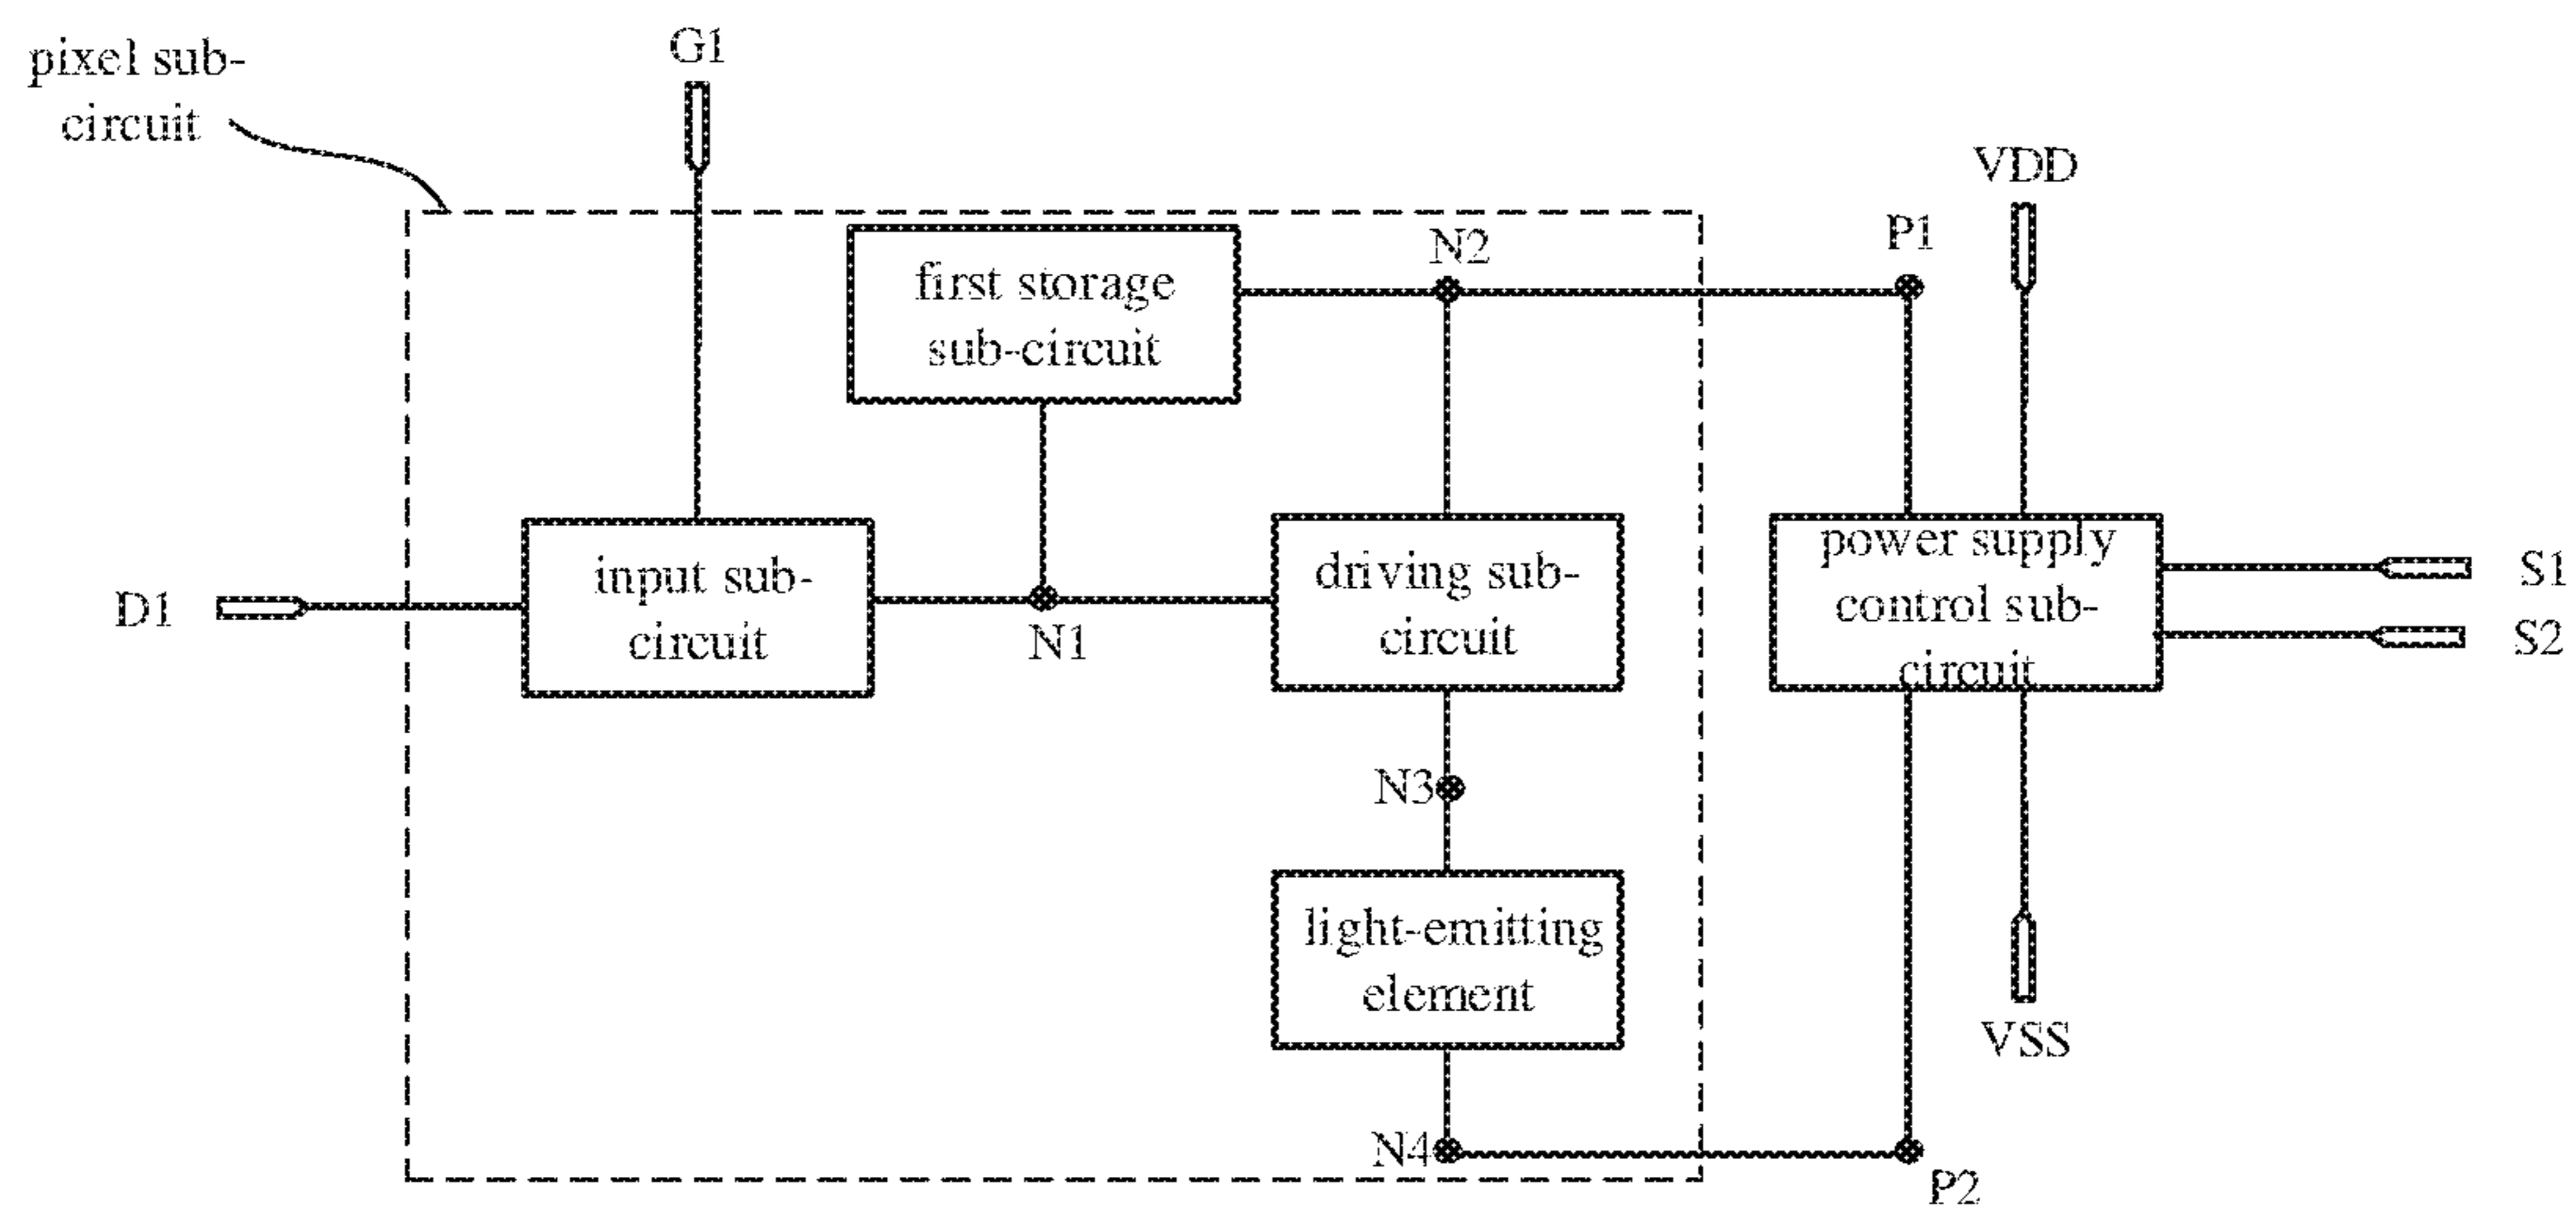 pixel sub-
circuit
G1
VDD
P1
N2
first storage
sub-circuit
D1
input sub-
circuit
N1
driving sub-
circuit
power supply
control sub-
circuit
S1
S2
N3
light-emitting
element
VSS
N4
P2